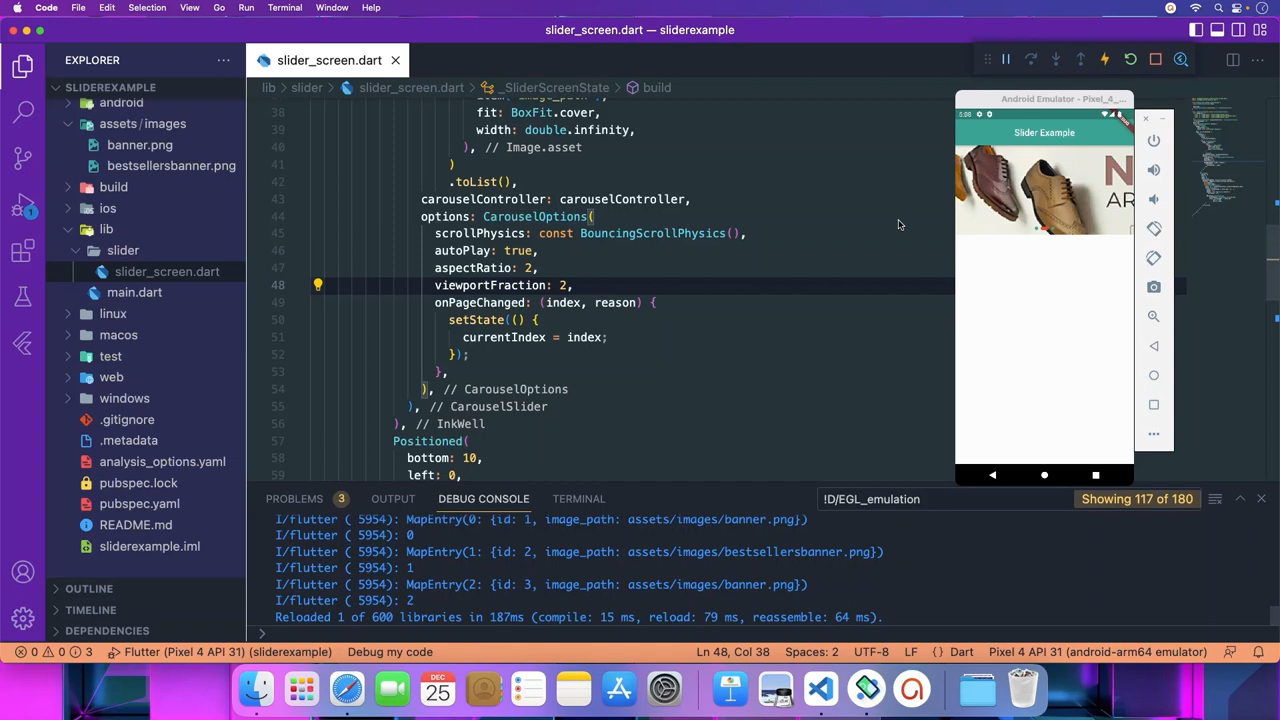 Code File Edit Selection View Go Run Terminal Window Help
slider_screen.dart — sliderexample
EXPLORER
SLIDEREXAMPLE
android
assets/images
banner.png
bestsellersbanner.png
build
ios
lib
slider
slider_screen.dart
main.dart
linux
macos
test
web
windows
.gitignore
.metadata
analysis_options.yaml
pubspec.lock
pubspec.yaml
README.md
sliderexample.iml
OUTLINE
TIMELINE
DEPENDENCIES
1
slider_screen.dart
lib > slider > slider_screen.dart > _SliderScreenState > build
38 fit: BoxFit.cover,
39 width: double.infinity,
40 ), // Image.asset
41 )
42 .toList(),
43 carouselController: carouselController,
44 options: CarouselOptions(
45 scrollPhysics: const BouncingScrollPhysics(),
46 autoPlay: true,
47 aspectRatio: 2,
48 viewportFraction: 2,
49 onPageChanged: (index, reason) {
50 setState(() {
51 currentIndex = index;
52 });
53 },
54 ), // CarouselOptions
55 ), // CarouselSlider
56 ), // InkWell
57 Positioned(
58 bottom: 10,
59 left: 0,
Android Emulator - Pixel_4_...
5:08
Slider Example
N
PROBLEMS 3 OUTPUT DEBUG CONSOLE TERMINAL
!D/EGL_emulation
Showing 117 of 180
I/flutter ( 5954): MapEntry(0: {id: 1, image_path: assets/images/banner.png})
I/flutter ( 5954): 0
I/flutter ( 5954): MapEntry(1: {id: 2, image_path: assets/images/bestsellersbanner.png})
I/flutter ( 5954): 1
I/flutter ( 5954): MapEntry(2: {id: 3, image_path: assets/images/banner.png})
I/flutter ( 5954): 2
Reloaded 1 of 600 libraries in 187ms (compile: 15 ms, reload: 79 ms, reassemble: 64 ms).
0 0 3 Flutter (Pixel 4 API 31) (sliderexample) Debug my code
Ln 48, Col 38 Spaces: 2 UTF-8 LF {} Dart Pixel 4 API 31 (android-arm64 emulator)
DEC
25